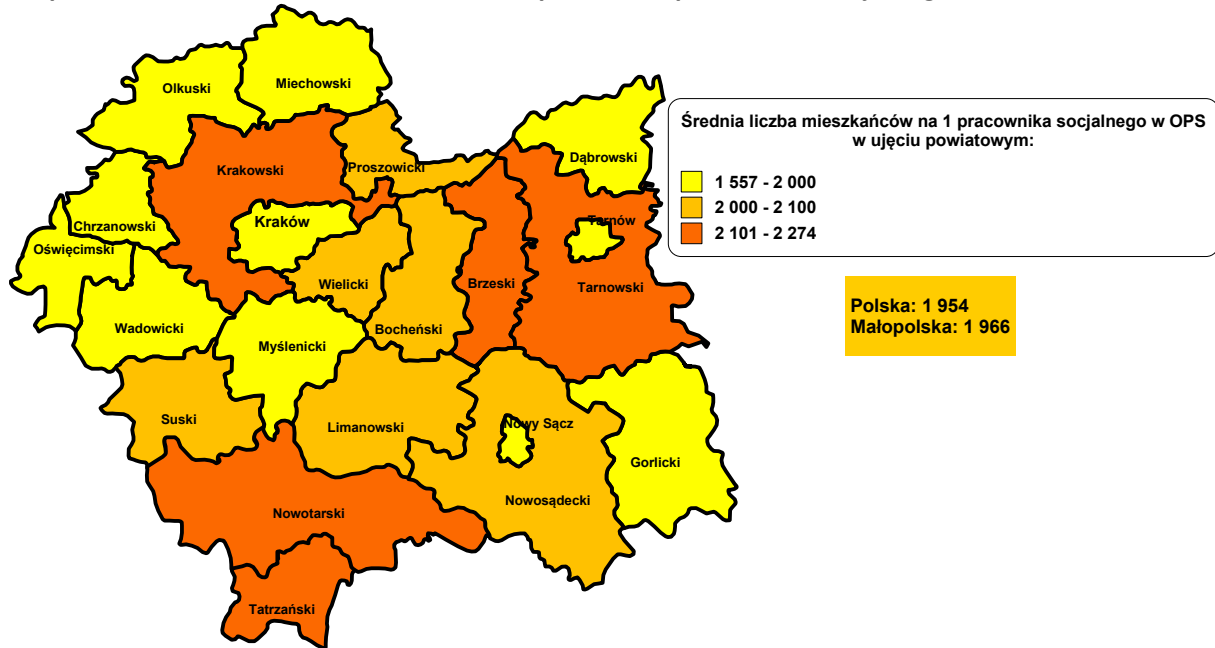 Olkuski
Miechowski
Średnia liczba mieszkańców na 1 pracownika socjalnego w OPS
w ujęciu powiatowym:
1 557 - 2 000
2 000 - 2 100
2 101 - 2 274
Dąbrowski
Krakowski
Proszowicki
Chrzanowski
Kraków
Tarnów
Oświęcimski
Wielicki
Brzeski
Tarnowski
Polska: 1 954
Małopolska: 1 966
Wadowicki
Bocheński
Myślenicki
Suski
Limanowski
Nowy Sącz
Gorlicki
Nowosądecki
Nowotarski
Tatrzański